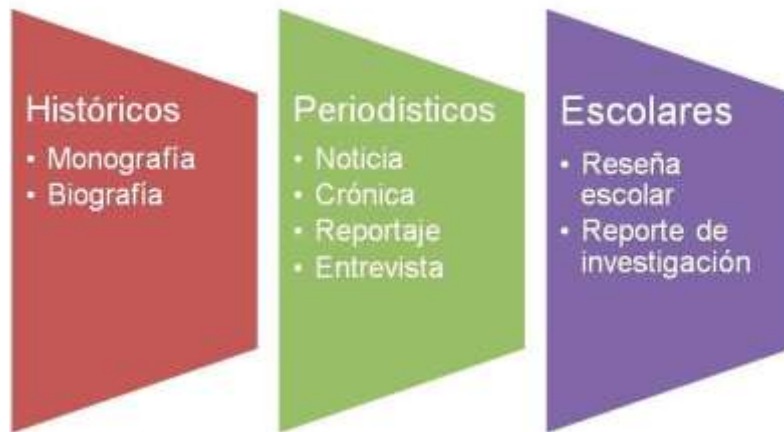 Históricos
• Monografía
• Biografía
Periodísticos
• Noticia
• Crónica
• Reportaje
• Entrevista
Escolares
• Reseña
escolar
• Reporte de
investigación